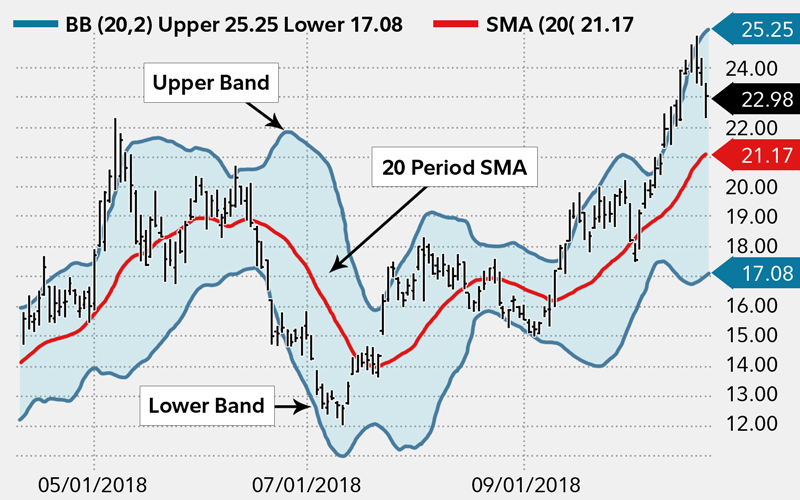 BB (20,2) Upper 25.25 Lower 17.08 SMA (20( 21.17
25.25
24.00
22.98
22.00
21.17
20.00
19.00
18.00
17.08
16.00
15.00
14.00
13.00
12.00
Upper Band
20 Period SMA
Lower Band
05/01/2018 07/01/2018 09/01/2018